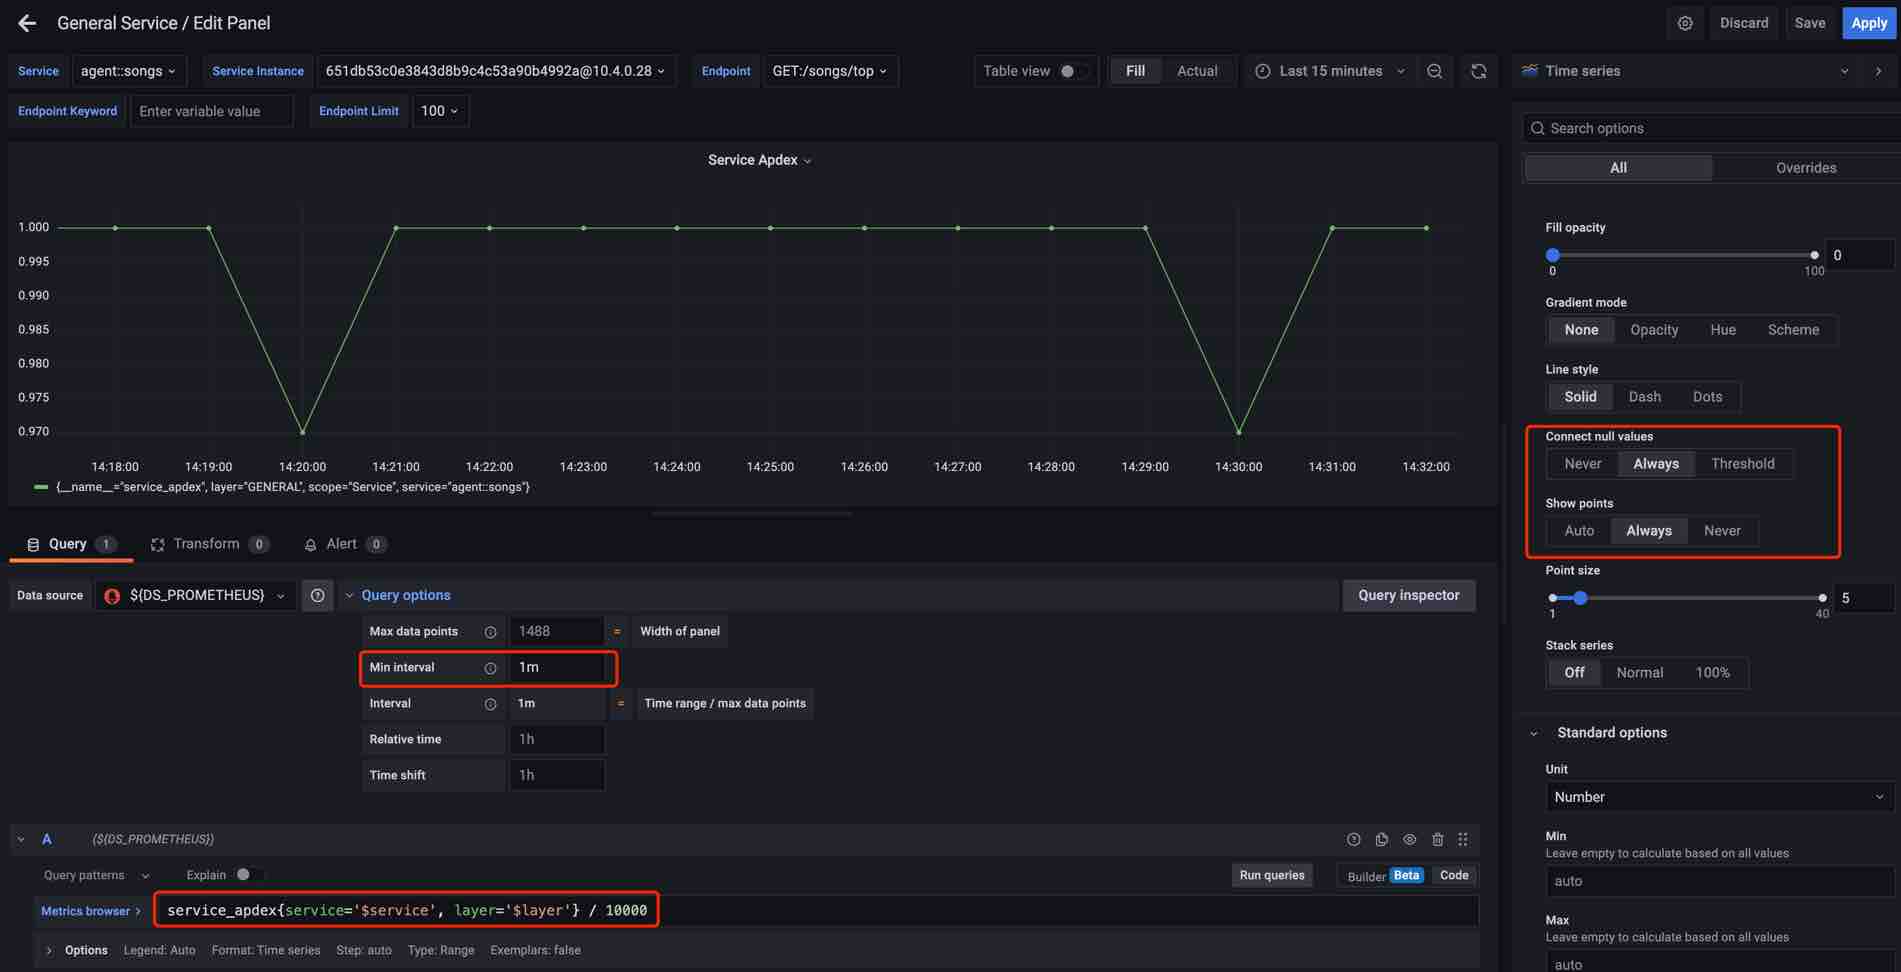 General Service / Edit Panel
Discard
Save
Apply
Service
agent::songs
Service Instance
651db53c0e3843d8b9c4c53a90b4992a@10.4.0.28
Endpoint
GET:/songs/top
Table view
Fill
Actual
Last 15 minutes
Time series
Endpoint Keyword
Enter variable value
Endpoint Limit
100
Search options
All
Overrides
Service Apdex
1.000
0.995
0.990
0.985
0.980
0.975
0.970
14:18:00 14:19:00 14:20:00 14:21:00 14:22:00 14:23:00 14:24:00 14:25:00 14:26:00 14:27:00 14:28:00 14:29:00 14:30:00 14:31:00 14:32:00
{__name__="service_apdex", layer="GENERAL", scope="Service", service="agent::songs"}
Fill opacity
0
0
100
Gradient mode
None Opacity Hue Scheme
Line style
Solid Dash Dots
Connect null values
Never Always Threshold
Show points
Auto Always Never
Point size
5
1
40
Stack series
Off Normal 100%
Standard options
Unit
Number
Min
Leave empty to calculate based on all values
auto
Max
Leave empty to calculate based on all values
auto
Query 1
Transform 0
Alert 0
Data source
${DS_PROMETHEUS}
Query options
Query inspector
Max data points 1488 = Width of panel
Min interval 1m
Interval 1m = Time range / max data points
Relative time 1h
Time shift 1h
A (${DS_PROMETHEUS})
Query patterns
Explain
Run queries
Builder Beta
Code
Metrics browser >
service_apdex{service='$service', layer='$layer'} / 10000
Options Legend: Auto Format: Time series Step: auto Type: Range Exemplars: false